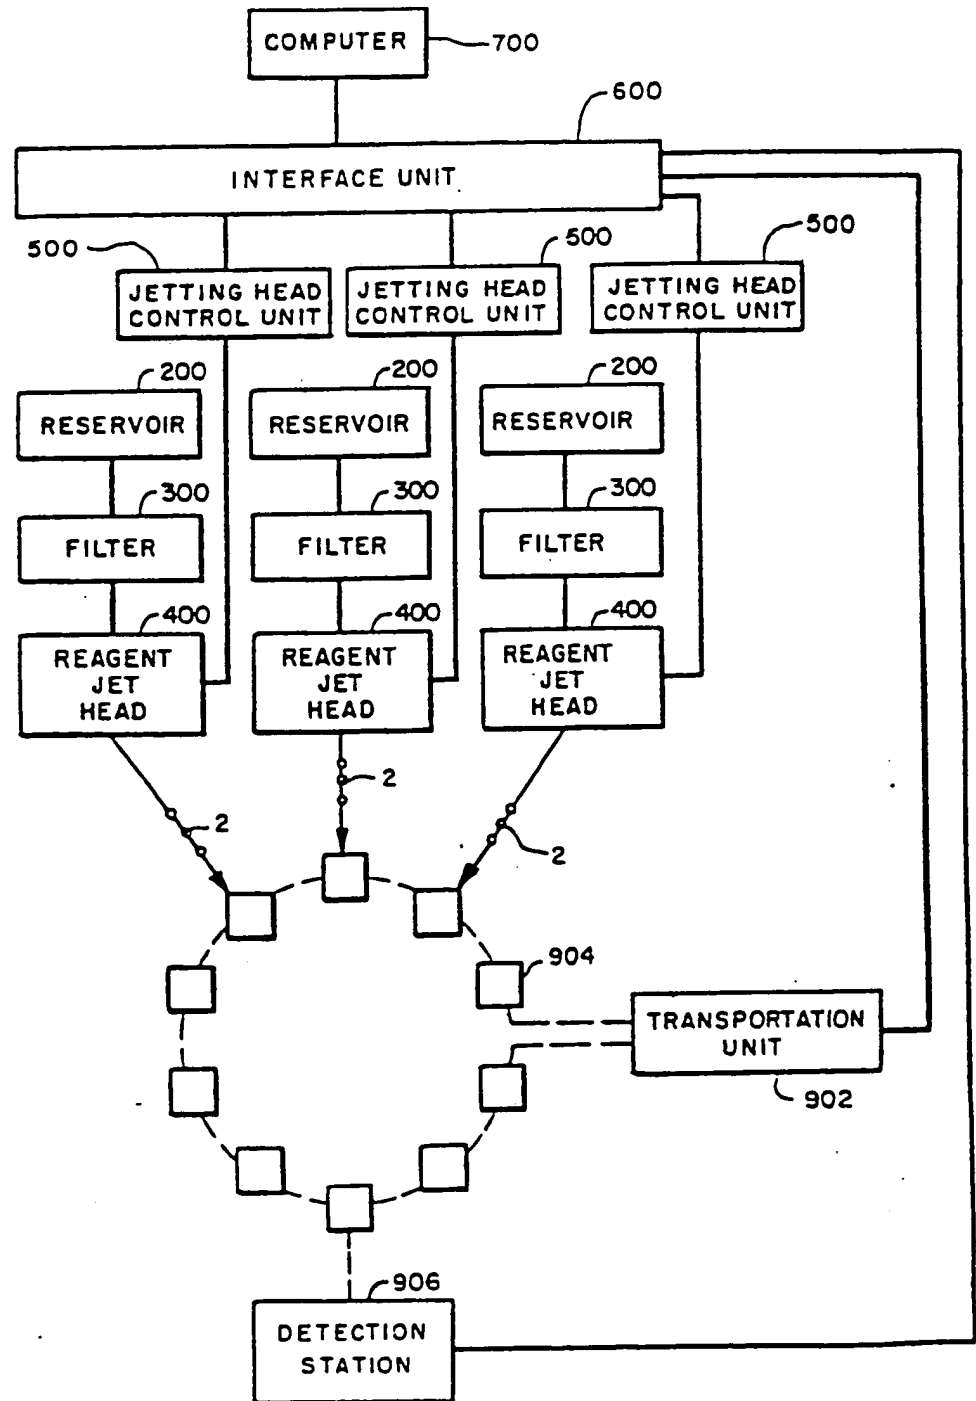 COMPUTER
700
600
INTERFACE UNIT
500
500
500
JETTING HEAD
CONTROL UNIT
JETTING HEAD
CONTROL UNIT
JETTING HEAD
CONTROL UNIT
200
200
200
RESERVOIR
RESERVOIR
RESERVOIR
300
300
300
FILTER
FILTER
FILTER
400
400
400
REAGENT
JET
HEAD
REAGENT
JET
HEAD
REAGENT
JET
HEAD
2
2
2
904
TRANSPORTATION
UNIT
902
906
DETECTION
STATION